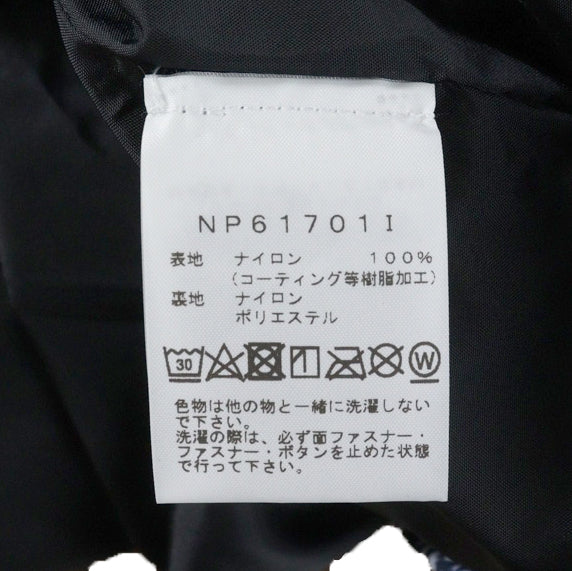 NP61701I
表地 ナイロン 100%
(コーティング等樹脂加工)
裏地 ナイロン
ポリエステル
30 W
色物は他の物と一緒に洗濯しない
で下さい。
洗濯の際は、必ず面ファスナー・
ファスナー・ボタンを止めた状態
で行って下さい。